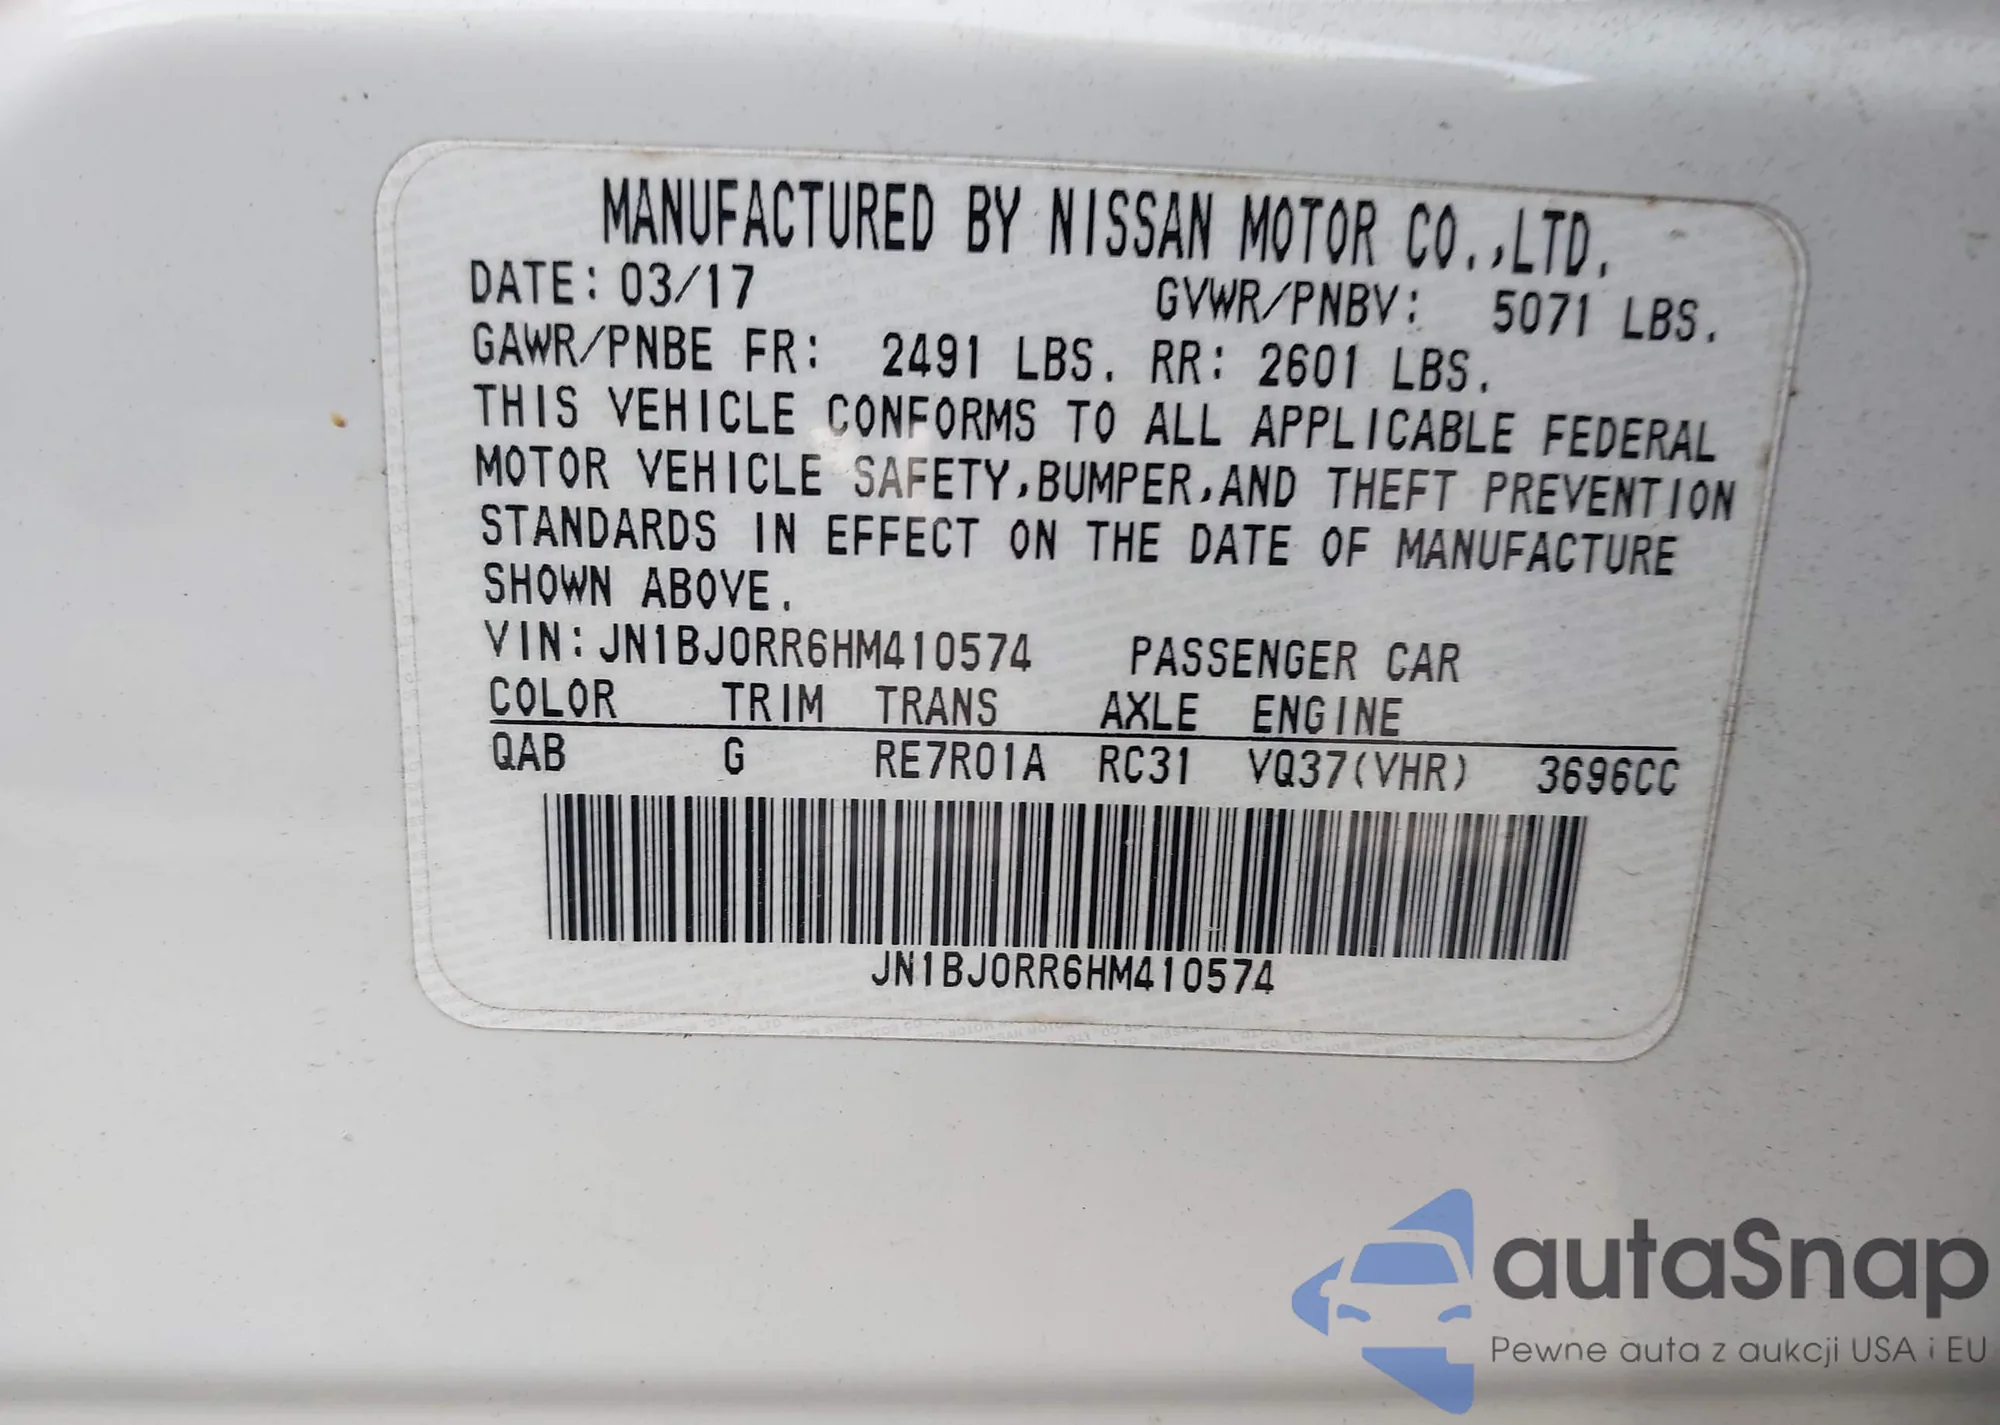 MANUFACTURED BY NISSAN MOTOR CO.,LTD.
DATE: 03/17 GVWR/PNBV: 5071 LBS.
GAWR/PNBE FR: 2491 LBS. RR: 2601 LBS.
THIS VEHICLE CONFORMS TO ALL APPLICABLE FEDERAL
MOTOR VEHICLE SAFETY,BUMPER,AND THEFT PREVENTION
STANDARDS IN EFFECT ON THE DATE OF MANUFACTURE
SHOWN ABOVE.
VIN: JN1BJ0RR6HM410574 PASSENGER CAR
COLOR TRIM TRANS AXLE ENGINE
QAB G RE7R01A RC31 VQ37(VHR) 3696CC
JN1BJ0RR6HM410574
autaSnap
Pewne auta z aukcji USA i EU